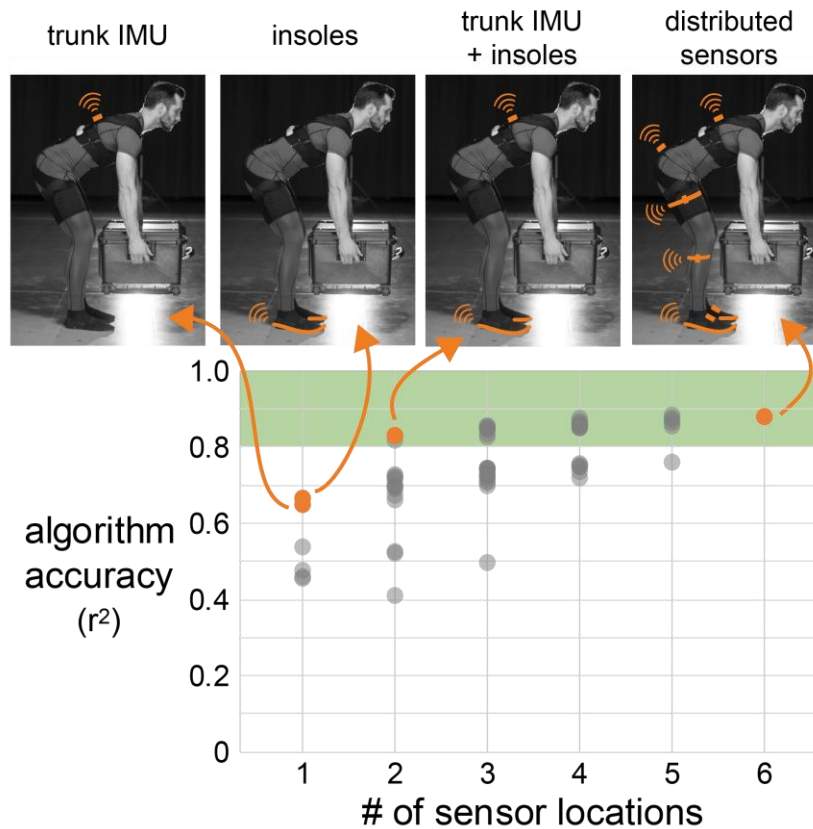 trunk IMU
insoles
trunk IMU
+ insoles
distributed
sensors
1.0
0.8
0.6
0.4
0.2
0
algorithm
accuracy
(r²)
1 2 3 4 5 6
# of sensor locations